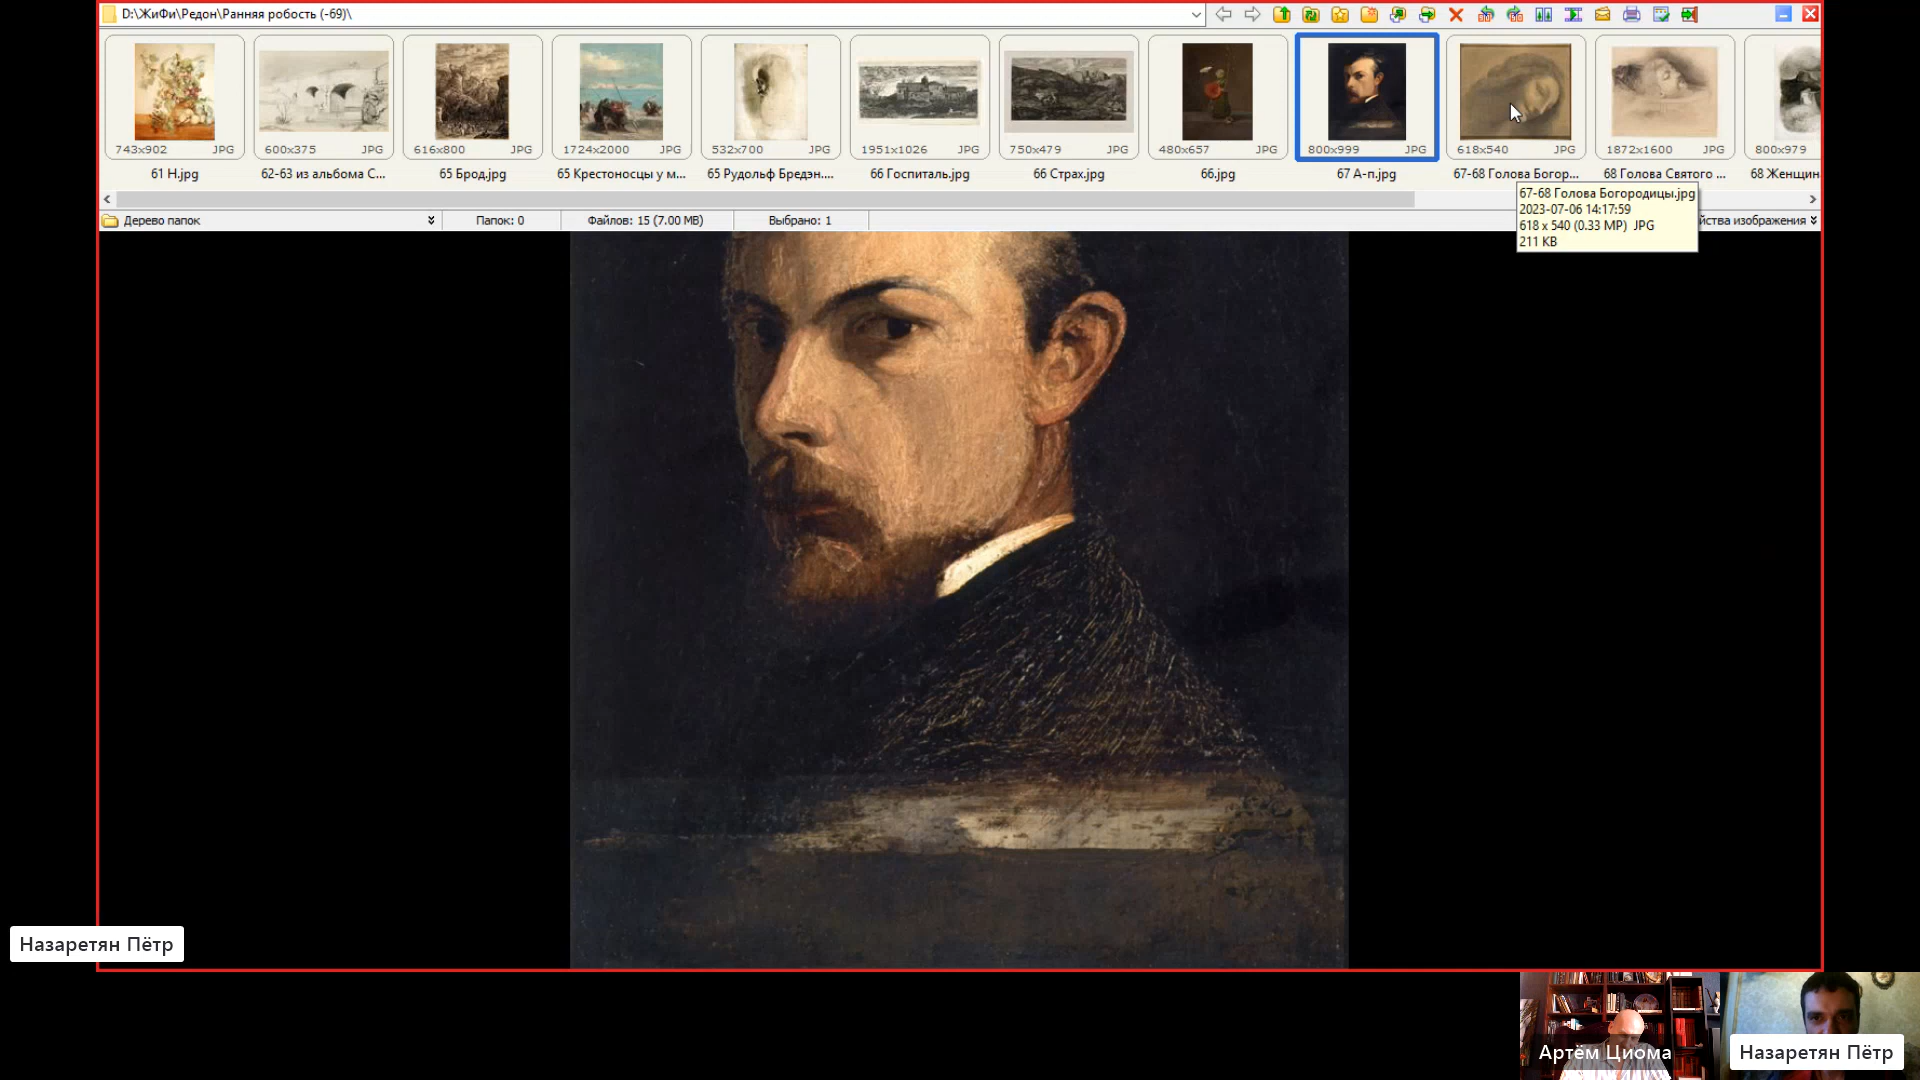 D:\ЖиФи\Редон\Ранняя робость (-69)\
743x902 JPG
600x375 JPG
616x800 JPG
1724x2000 JPG
532x700 JPG
1951x1026 JPG
750x479 JPG
480x657 JPG
800x999 JPG
618x540 JPG
1872x1600 JPG
800x979
61 Н.jpg
62-63 из альбома С...
65 Брод.jpg
65 Крестоносцы у м...
65 Рудольф Бредэн....
66 Госпиталь.jpg
66 Страх.jpg
66.jpg
67 А-п.jpg
67-68 Голова Богор...
68 Голова Святого ...
68 Женщин
67-68 Голова Богородицы.jpg
2023-07-06 14:17:59
618 x 540 (0.33 MP) JPG
211 KB
Дерево папок
Папок: 0
Файлов: 15 (7.00 MB)
Выбрано: 1
йства изображения
Назаретян Пётр
Артём Циома
Назаретян Пётр